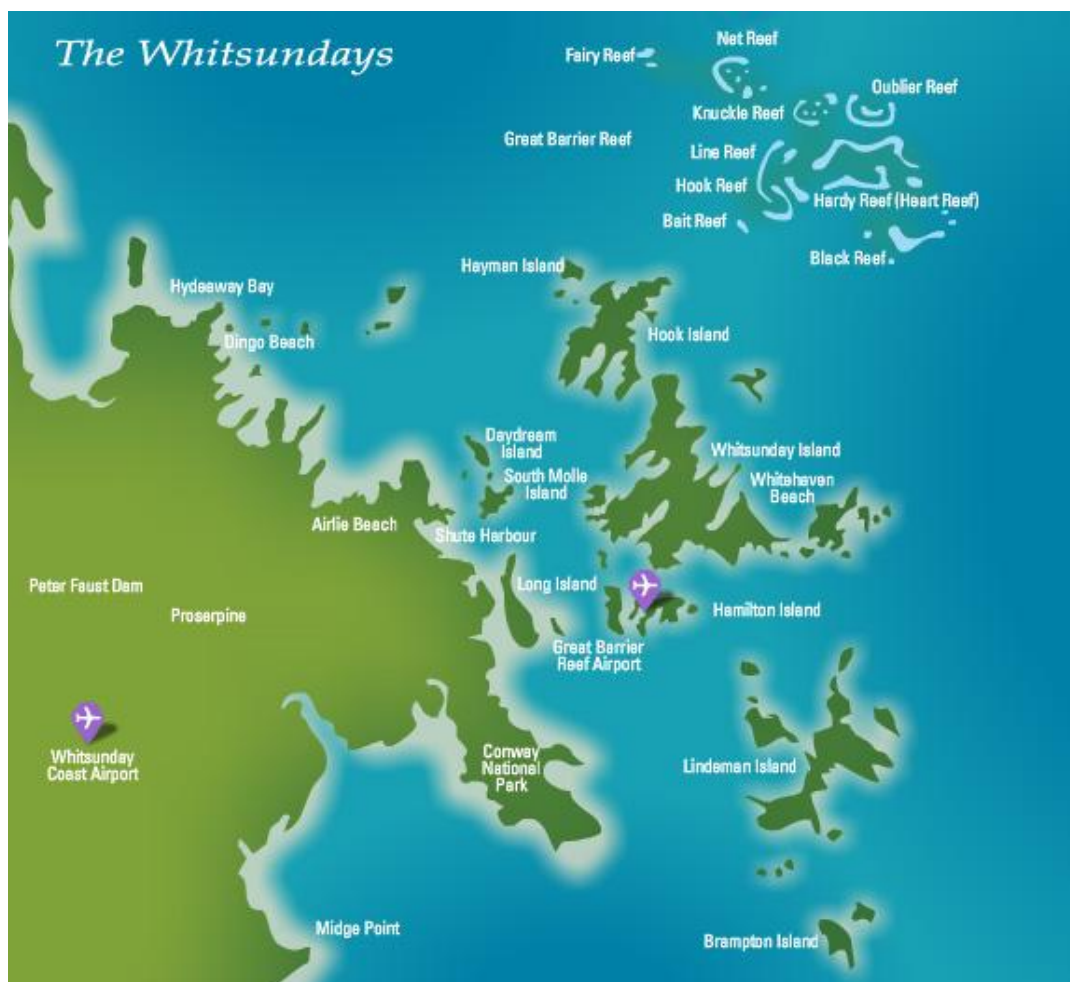 The Whitsundays
Net Reef
Fairy Reef
Oublier Reef
Knuckle Reef
Great Barrier Reef
Line Reef
Hook Reef
Hardy Reef (Heart Reef)
Bait Reef
Black Reef
Hayman Island
Hydeaway Bay
Hook Island
Dingo Beach
Daydream
Island
Whitsunday Island
South Molle
Island
Whitehaven
Beach
Airlie Beach
Shute Harbour
Long Island
Peter Faust Dam
Proserpine
Hamilton Island
Great Barrier
Reef Airport
Whitsunday
Coast Airport
Conway
National
Park
Lindeman Island
Midge Point
Brampton Island